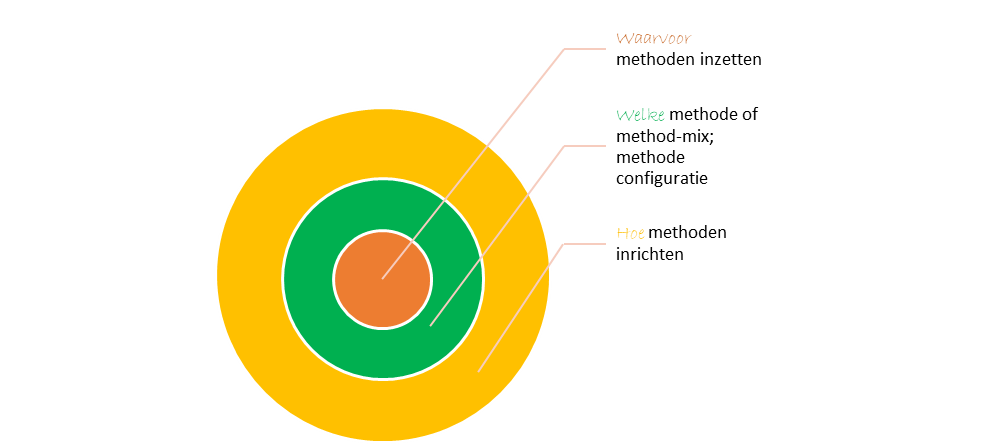 Waarvoor
methoden inzetten
Welke methode of
method-mix;
methode
configuratie
Hoe methoden
inrichten